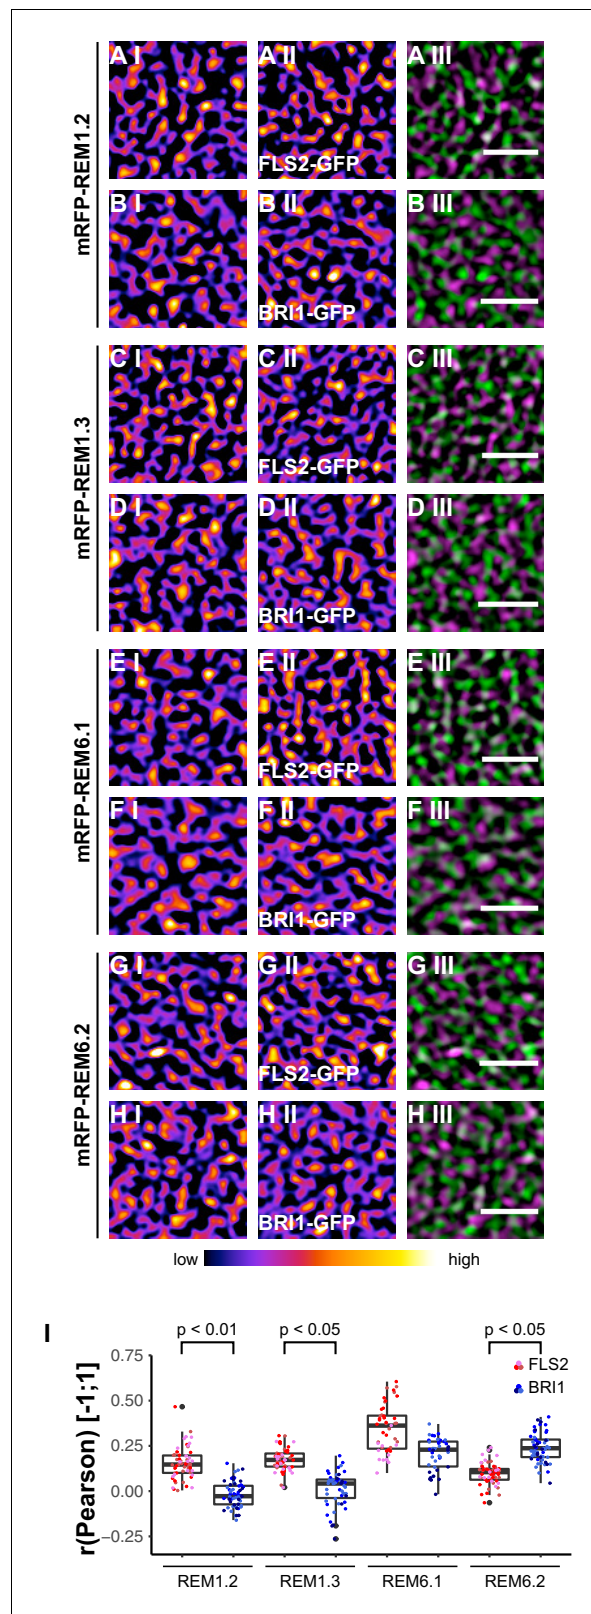 mRFP-REM1.2
A I
A II
A III
FLS2-GFP
B I
B II
B III
BRI1-GFP
mRFP-REM1.3
C I
C II
C III
FLS2-GFP
D I
D II
D III
BRI1-GFP
mRFP-REM6.1
E I
E II
E III
FLS2-GFP
F I
F II
F III
BRI1-GFP
mRFP-REM6.2
G I
G II
G III
FLS2-GFP
H I
H II
H III
BRI1-GFP
low
high
I
p < 0.01
p < 0.05
p < 0.05
FLS2
BRI1
r(Pearson) [-1;1]
0.75
0.50
0.25
0.00
−0.25
REM1.2
REM1.3
REM6.1
REM6.2